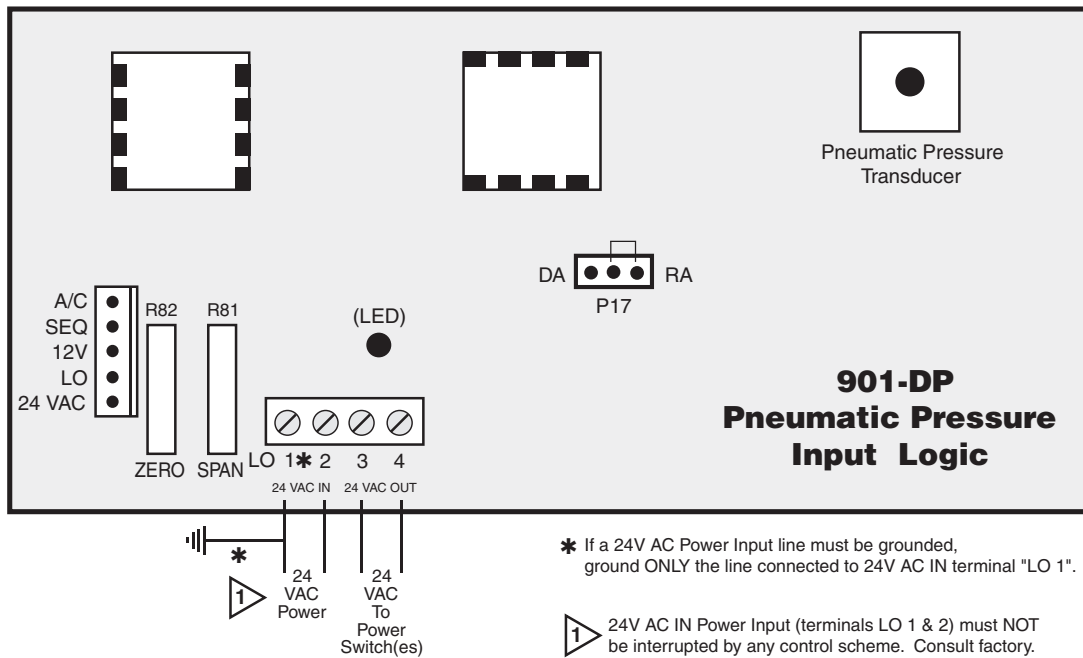 Pneumatic Pressure
Transducer
DA
RA
P17
A/C
SEQ
12V
LO
24 VAC
R82
R81
(LED)
ZERO
SPAN
LO 1✱ 2 3 4
24 VAC IN
24 VAC OUT
901-DP
Pneumatic Pressure
Input Logic
✱
1
24
VAC
Power
24
VAC
To
Power
Switch(es)
✱ If a 24V AC Power Input line must be grounded,
ground ONLY the line connected to 24V AC IN terminal "LO 1".
1
24V AC IN Power Input (terminals LO 1 & 2) must NOT
be interrupted by any control scheme. Consult factory.